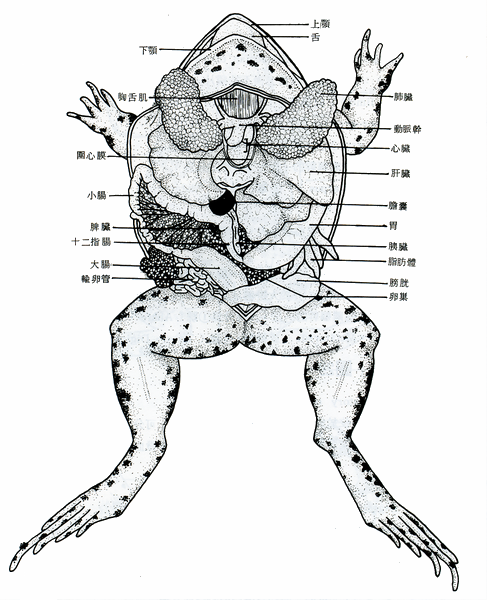 上顎
舌
下顎
胸舌肌
肺臟
動脈幹
心臟
圍心膜
肝臟
小腸
膽囊
脾臟
胃
十二指腸
胰臟
脂肪體
大腸
輸卵管
膀胱
卵巢